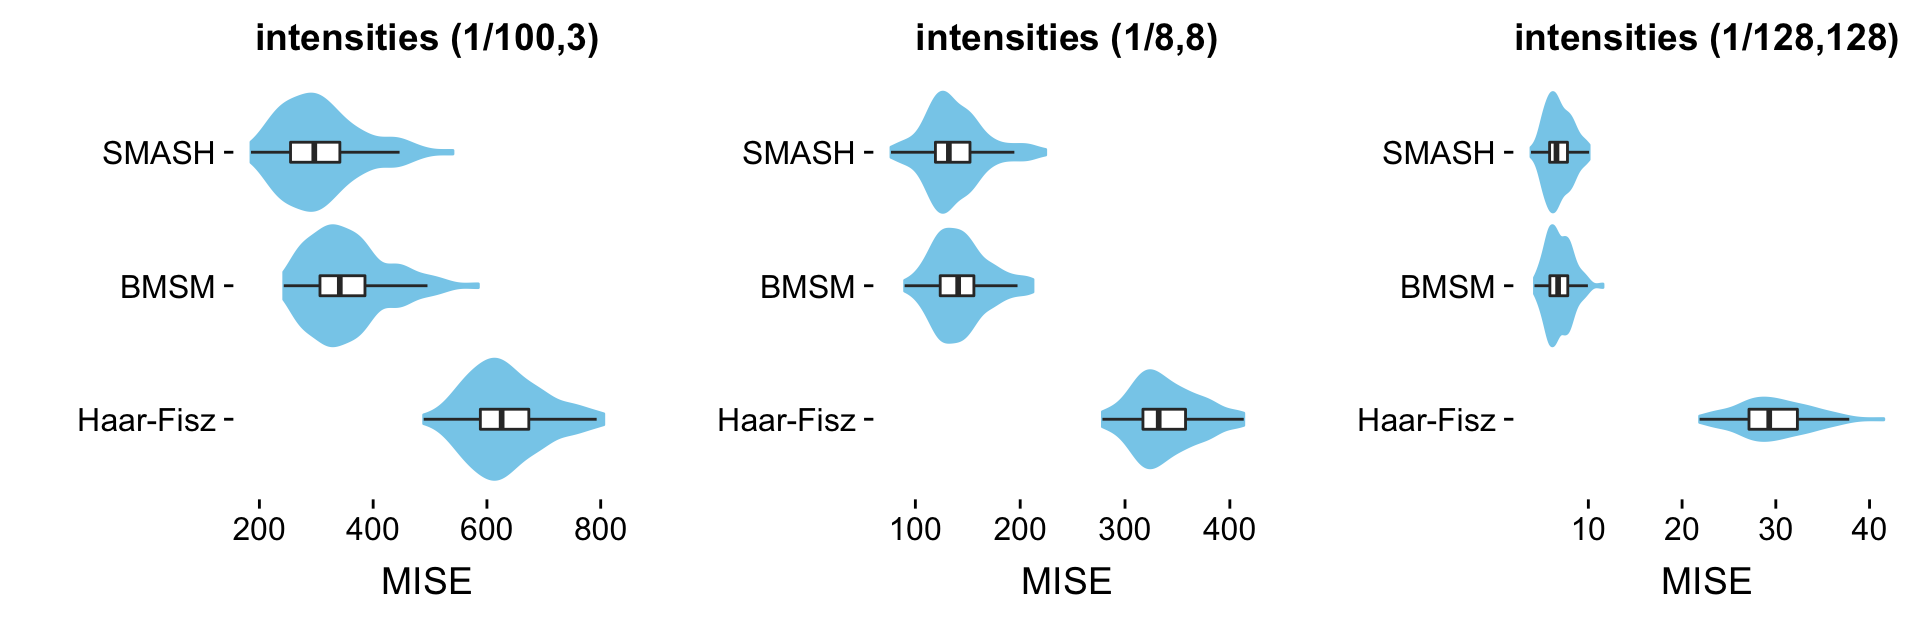 intensities (1/100,3)
SMASH
BMSM
Haar-Fisz
200 400 600 800
MISE
intensities (1/8,8)
SMASH
BMSM
Haar-Fisz
100 200 300 400
MISE
intensities (1/128,128)
SMASH
BMSM
Haar-Fisz
10 20 30 40
MISE